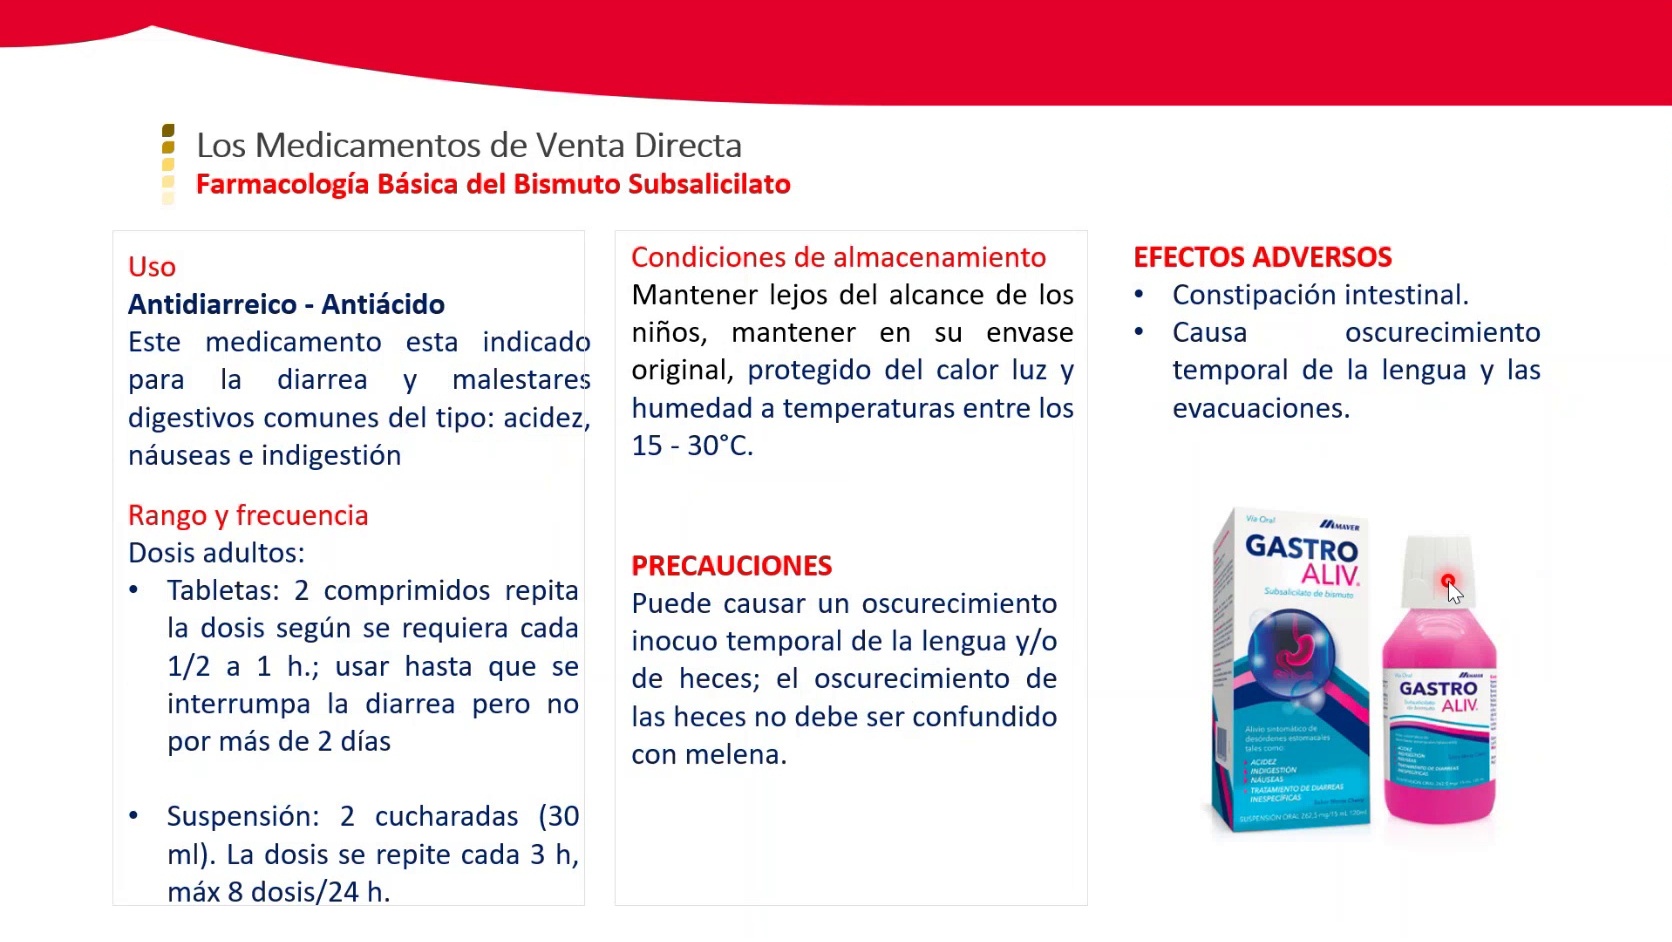 Los Medicamentos de Venta Directa
Farmacología Básica del Bismuto Subsalicilato
Uso
Antidiarreico - Antiácido
Este medicamento esta indicado
para la diarrea y malestares
digestivos comunes del tipo: acidez,
náuseas e indigestión
Rango y frecuencia
Dosis adultos:
• Tabletas: 2 comprimidos repita
la dosis según se requiera cada
1/2 a 1 h.; usar hasta que se
interrumpa la diarrea pero no
por más de 2 días
• Suspensión: 2 cucharadas (30
ml). La dosis se repite cada 3 h,
máx 8 dosis/24 h.
Condiciones de almacenamiento
Mantener lejos del alcance de los
niños, mantener en su envase
original, protegido del calor luz y
humedad a temperaturas entre los
15 - 30°C.
PRECAUCIONES
Puede causar un oscurecimiento
inocuo temporal de la lengua y/o
de heces; el oscurecimiento de
las heces no debe ser confundido
con melena.
EFECTOS ADVERSOS
• Constipación intestinal.
• Causa oscurecimiento
temporal de la lengua y las
evacuaciones.
Vía Oral
MAVER
GASTRO
ALIV.
Subsalicilato de bismuto
Alivio sintomático de
desórdenes estomacales
tales como:
ACIDEZ
INDIGESTIÓN
NÁUSEAS
TRATAMIENTO DE DIARREAS
INESPECÍFICAS
SUSPENSIÓN ORAL 262,5 mg/15 mL
Vía Oral
MAVER
GASTRO
ALIV.
Subsalicilato
de bismuto
ACIDEZ
INDIGESTIÓN
NÁUSEAS
TRATAMIENTO DE DIARREAS
INESPECÍFICAS